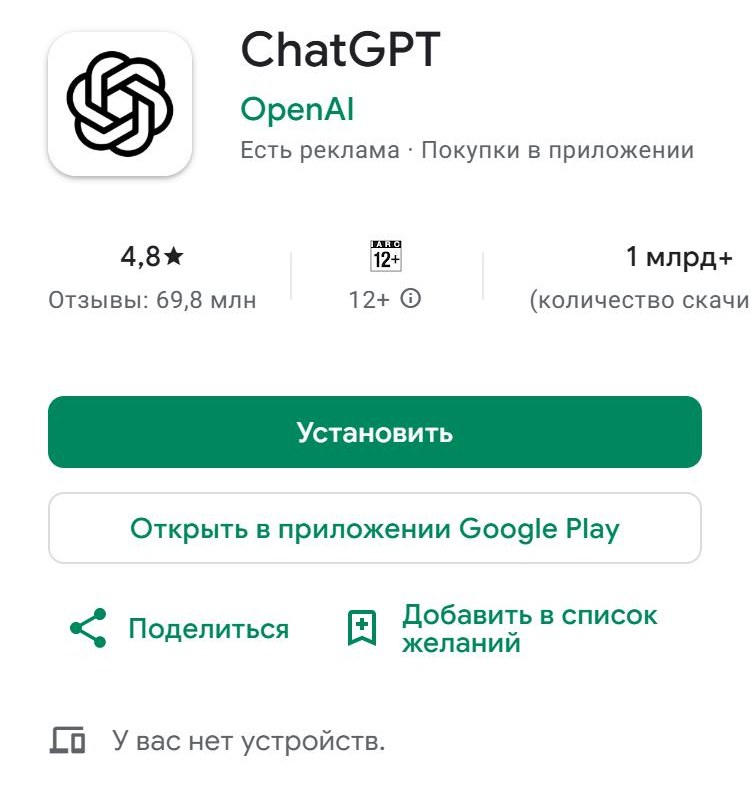 ChatGPT
OpenAI
Есть реклама · Покупки в приложении
4,8★
Отзывы: 69,8 млн
IARC
12+
12+
1 млрд+
(количество скачи
Установить
Открыть в приложении Google Play
Поделиться
Добавить в список
желаний
У вас нет устройств.